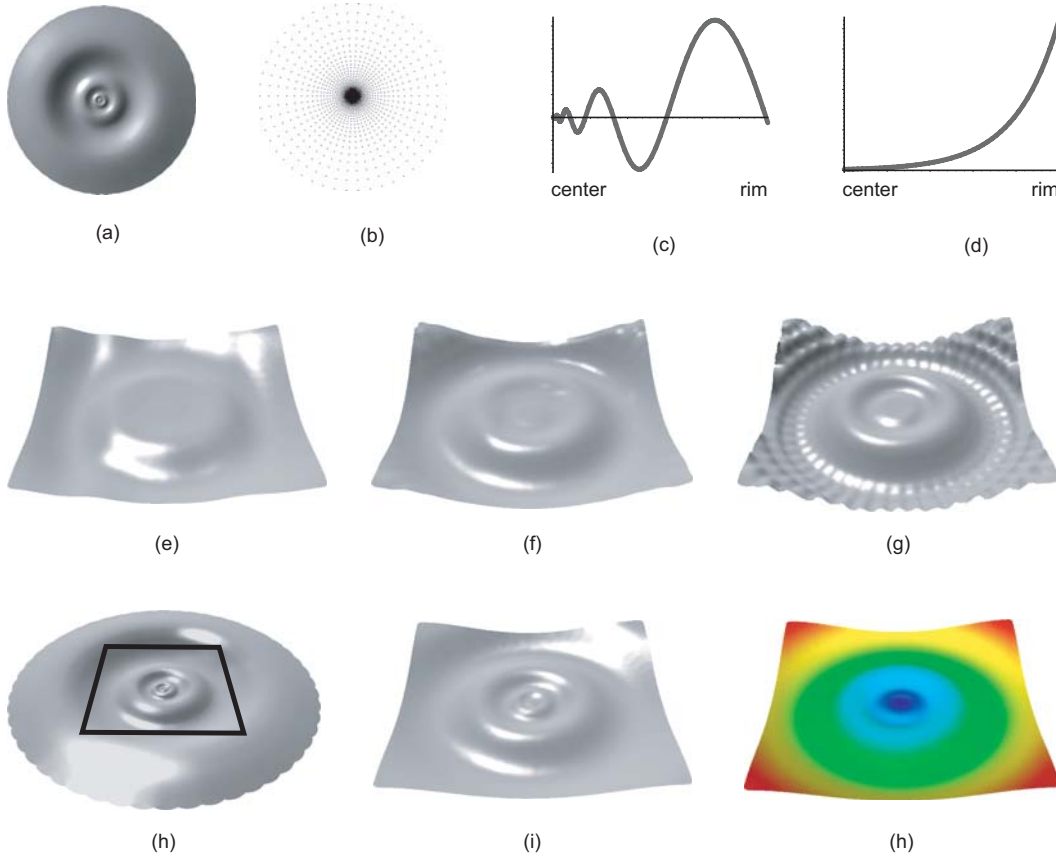 center rim center rim
(a) (b) (c) (d)
(e) (f) (g)
(h) (i) (h)